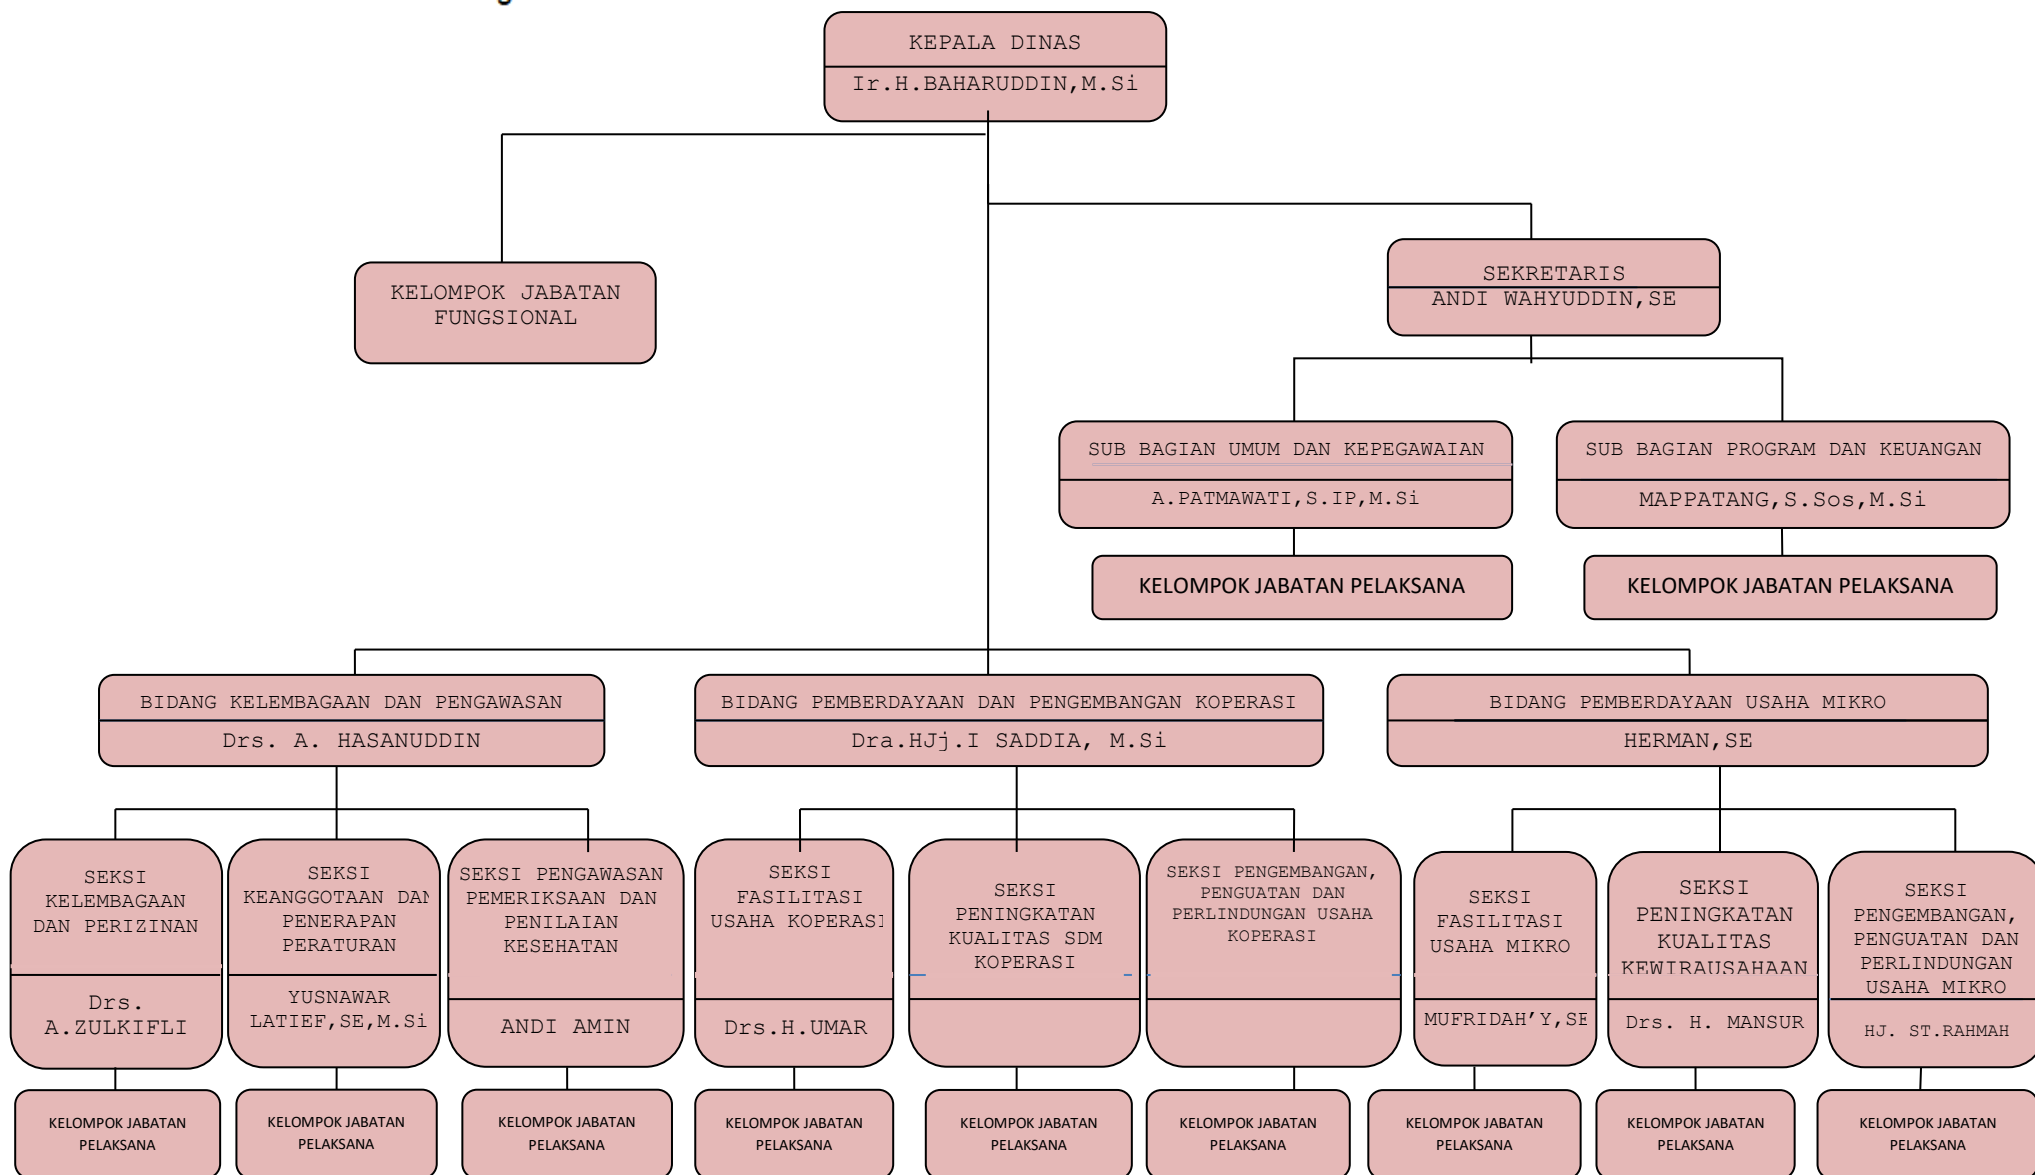 KEPALA DINAS
Ir.H.BAHARUDDIN,M.Si
KELOMPOK JABATAN
FUNGSIONAL
SEKRETARIS
ANDI WAHYUDDIN,SE
SUB BAGIAN UMUM DAN KEPEGAWAIAN
A.PATMAWATI,S.IP,M.Si
SUB BAGIAN PROGRAM DAN KEUANGAN
MAPPATANG,S.Sos,M.Si
KELOMPOK JABATAN PELAKSANA
KELOMPOK JABATAN PELAKSANA
BIDANG KELEMBAGAAN DAN PENGAWASAN
Drs. A. HASANUDDIN
BIDANG PEMBERDAYAAN DAN PENGEMBANGAN KOPERASI
Dra.HJj.I SADDIA, M.Si
BIDANG PEMBERDAYAAN USAHA MIKRO
HERMAN,SE
SEKSI
KELEMBAGAAN
DAN PERIZINAN
Drs.
A.ZULKIFLI
SEKSI
KEANGGOTAAN DAN
PENERAPAN
PERATURAN
YUSNAWAR
LATIEF,SE,M.Si
SEKSI PENGAWASAN
PEMERIKSAAN DAN
PENILAIAN
KESEHATAN
ANDI AMIN
SEKSI
FASILITASI
USAHA KOPERASI
Drs.H.UMAR
SEKSI
PENINGKATAN
KUALITAS SDM
KOPERASI
SEKSI PENGEMBANGAN,
PENGUATAN DAN
PERLINDUNGAN USAHA
KOPERASI
SEKSI
FASILITASI
USAHA MIKRO
MUFRIDAH’Y,SE
SEKSI
PENINGKATAN
KUALITAS
KEWIRAUSAHAAN
Drs. H. MANSUR
SEKSI
PENGEMBANGAN,
PENGUATAN DAN
PERLINDUNGAN
USAHA MIKRO
HJ. ST.RAHMAH
KELOMPOK JABATAN
PELAKSANA
KELOMPOK JABATAN
PELAKSANA
KELOMPOK JABATAN
PELAKSANA
KELOMPOK JABATAN
PELAKSANA
KELOMPOK JABATAN
PELAKSANA
KELOMPOK JABATAN
PELAKSANA
KELOMPOK JABATAN
PELAKSANA
KELOMPOK JABATAN
PELAKSANA
KELOMPOK JABATAN
PELAKSANA